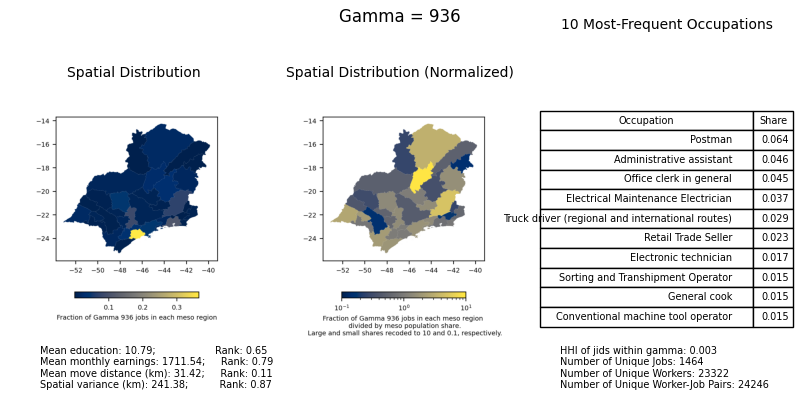 Gamma = 936
10 Most-Frequent Occupations
Spatial Distribution
Spatial Distribution (Normalized)
−14
−16
−18
−20
−22
−24
−52 −50 −48 −46 −44 −42 −40
0.1 0.2 0.3
Fraction of Gamma 936 jobs in each meso region
−14
−16
−18
−20
−22
−24
−52 −50 −48 −46 −44 −42 −40
10⁻¹ 10⁰ 10¹
Fraction of Gamma 936 jobs in each meso region
divided by meso population share.
Large and small shares recoded to 10 and 0.1, respectively.
Occupation Share
Postman 0.064
Administrative assistant 0.046
Office clerk in general 0.045
Electrical Maintenance Electrician 0.037
Truck driver (regional and international routes) 0.029
Retail Trade Seller 0.023
Electronic technician 0.017
Sorting and Transhipment Operator 0.015
General cook 0.015
Conventional machine tool operator 0.015
Mean education: 10.79; Rank: 0.65
Mean monthly earnings: 1711.54; Rank: 0.79
Mean move distance (km): 31.42; Rank: 0.11
Spatial variance (km): 241.38; Rank: 0.87
HHI of jids within gamma: 0.003
Number of Unique Jobs: 1464
Number of Unique Workers: 23322
Number of Unique Worker-Job Pairs: 24246